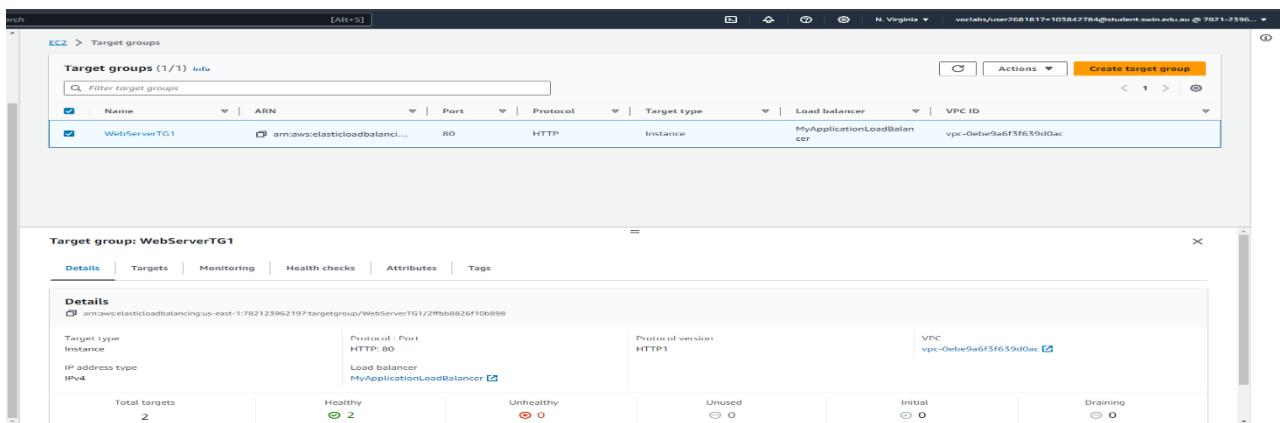 arch [Alt+S] N. Virginia voclabs/user2681817=103842784@student.swin.edu.au @ 7821-2396...
EC2 > Target groups
Target groups (1/1) Info Actions Create target group
Filter target groups < 1 >
Name ARN Port Protocol Target type Load balancer VPC ID
WebServerTG1 arn:aws:elasticloadbalanci... 80 HTTP Instance MyApplicationLoadBalan vpc-0ebe9a6f3f639d0ac
cer
Target group: WebServerTG1
Details Targets Monitoring Health checks Attributes Tags
Details
arn:aws:elasticloadbalancing:us-east-1:782123962197:targetgroup/WebServerTG1/2ffbb8826f10b898
Target type Protocol : Port Protocol version VPC
Instance HTTP: 80 HTTP1 vpc-0ebe9a6f3f639d0ac
IP address type Load balancer
IPv4 MyApplicationLoadBalancer
Total targets Healthy Unhealthy Unused Initial Draining
2 2 0 0 0 0